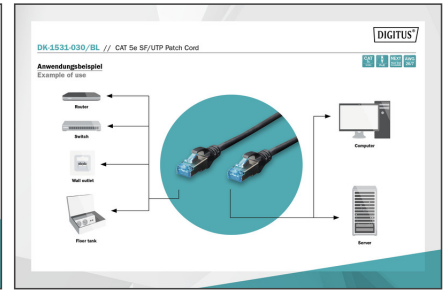 DIGITUS®
DK-1531-030/BL // CAT 5e SF/UTP Patch Cord
Anwendungsbeispiel
Example of use
Router
Switch
Wall outlet
Floor tank
Computer
Server